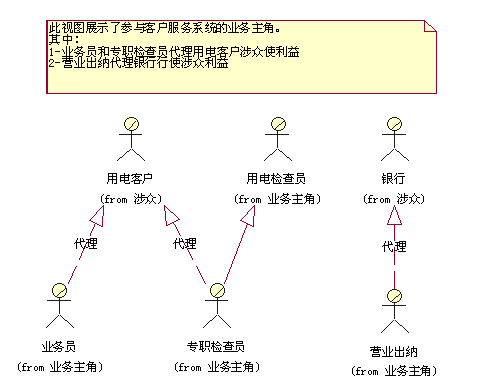 此视图展示了参与客户服务系统的业务主角。
其中:
1-业务员和专职检查员代理用电客户涉众使利益
2-营业出纳代理银行行使涉众利益
用电客户
(from 涉众)
用电检查员
(from 业务主角)
银行
(from 涉众)
代理
代理
代理
业务员
(from 业务主角)
专职检查员
(from 业务主角)
营业出纳
(from 业务主角)